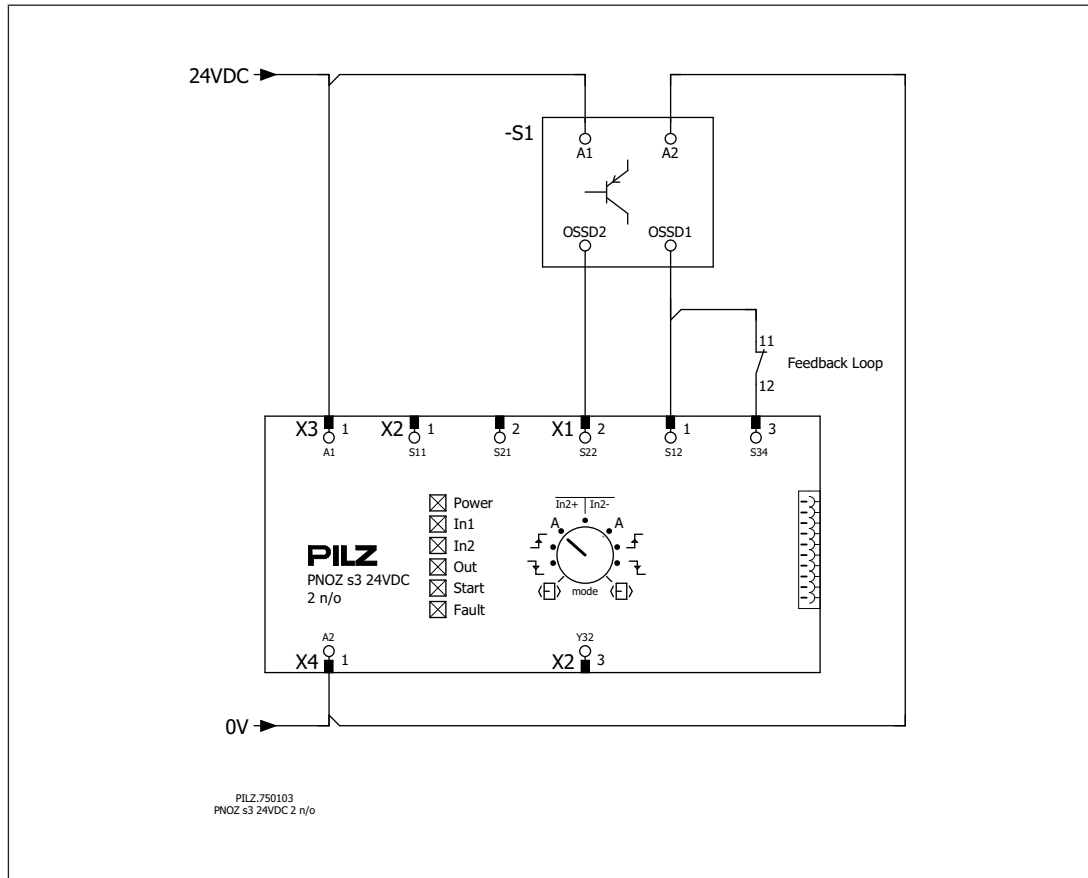 24VDC
-S1
A1 A2
OSSD2 OSSD1
11
Feedback Loop
12
X3 1 X2 1 2 X1 2 1 3
A1 S11 S21 S22 S12 S34
Power
In1
In2
Out
Start
Fault
In2+ In2-
A A
mode
PILZ
PNOZ s3 24VDC
2 n/o
A2 Y32
X4 1 X2 3
0V
PILZ.750103
PNOZ s3 24VDC 2 n/o